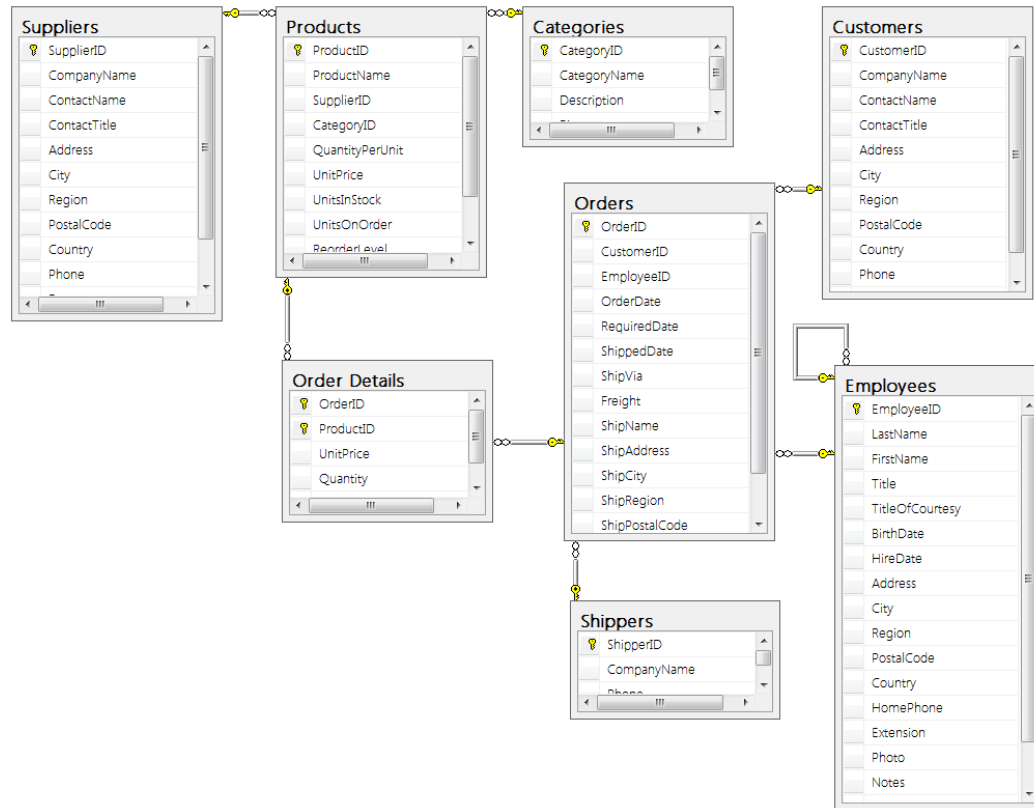 Suppliers
SupplierID
CompanyName
ContactName
ContactTitle
Address
City
Region
PostalCode
Country
Phone
Products
ProductID
ProductName
SupplierID
CategoryID
QuantityPerUnit
UnitPrice
UnitsInStock
UnitsOnOrder
ReorderLevel
Categories
CategoryID
CategoryName
Description
Customers
CustomerID
CompanyName
ContactName
ContactTitle
Address
City
Region
PostalCode
Country
Phone
Orders
OrderID
CustomerID
EmployeeID
OrderDate
RequiredDate
ShippedDate
ShipVia
Freight
ShipName
ShipAddress
ShipCity
ShipRegion
ShipPostalCode
Order Details
OrderID
ProductID
UnitPrice
Quantity
Employees
EmployeeID
LastName
FirstName
Title
TitleOfCourtesy
BirthDate
HireDate
Address
City
Region
PostalCode
Country
HomePhone
Extension
Photo
Notes
Shippers
ShipperID
CompanyName
Phone